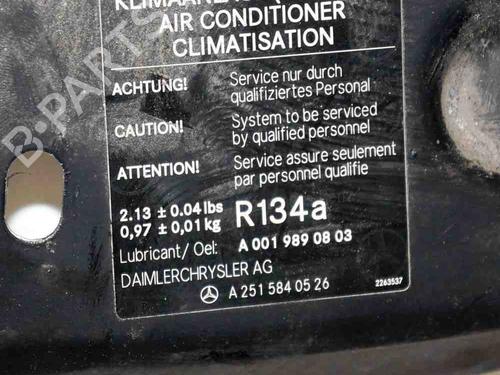 AIR CONDITIONER
CLIMATISATION
ACHTUNG! Service nur durch
qualifiziertes Personal
CAUTION! System to be serviced
by qualified personnel
ATTENTION! Service assure seulement
par personnel qualifie
2.13 ± 0.04 lbs
0,97 ± 0,01 kg
R134a
Lubricant/ Oel: A 001 989 08 03
DAIMLERCHRYSLER AG
A 251 584 05 26
2263537
B-PARTS